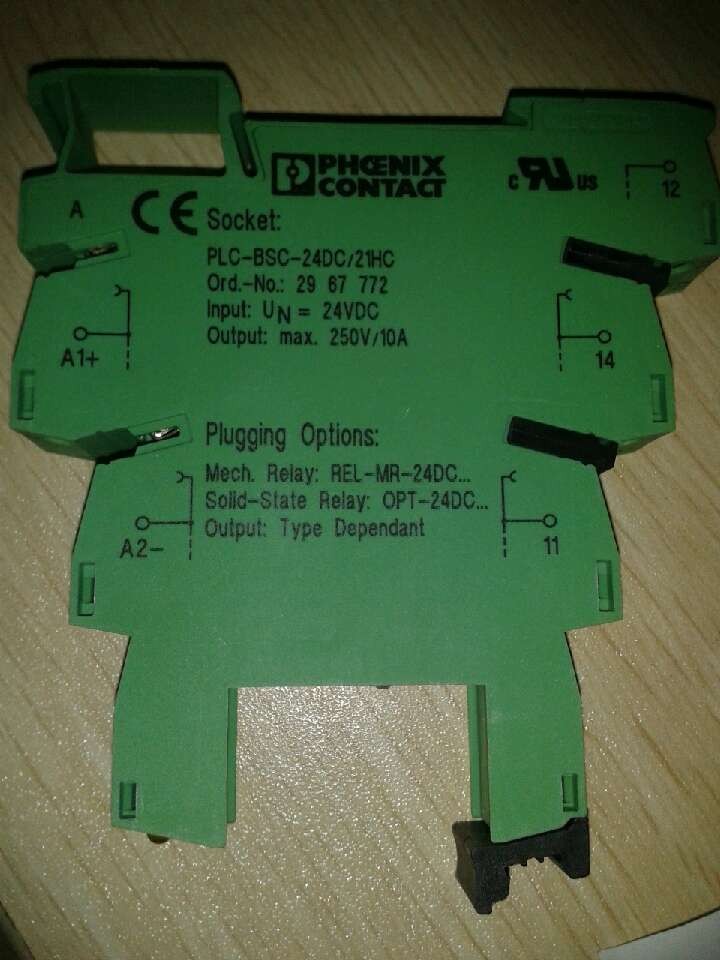 PHŒNIX
CONTACT
c RU US
12
A
CE
Socket:
PLC-BSC-24DC/21HC
Ord.-No.: 29 67 772
Input: UN = 24VDC
Output: max. 250V/10A
A1+
14
Plugging Options:
Mech. Relay: REL-MR-24DC...
Solid-State Relay: OPT-24DC...
Output: Type Dependant
A2-
11